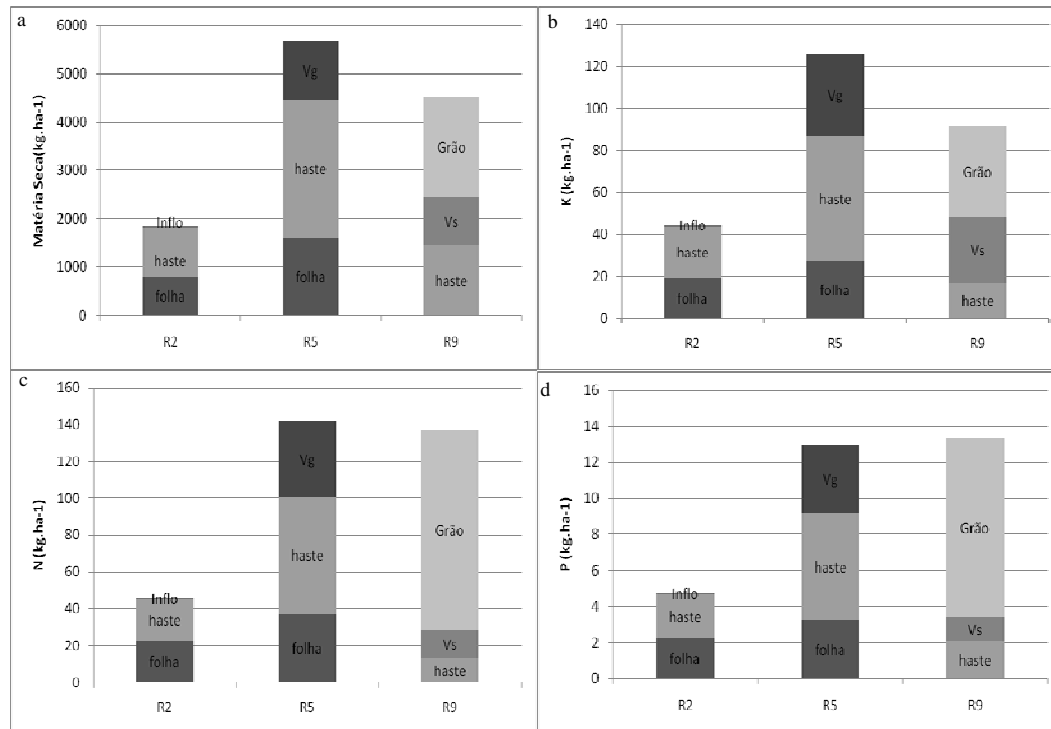 a
Matéria Seca(kg.ha-1)
6000
5000
4000
3000
2000
1000
0
Inflo
haste
folha
Vg
haste
folha
Grão
Vs
haste
R2 R5 R9
b
K (kg.ha-1)
140
120
100
80
60
40
20
0
Inflo
haste
folha
Vg
haste
folha
Grão
Vs
haste
R2 R5 R9
c
N (kg.ha-1)
160
140
120
100
80
60
40
20
0
Inflo
haste
folha
Vg
haste
folha
Grão
Vs
haste
R2 R5 R9
d
P (kg.ha-1)
16
14
12
10
8
6
4
2
0
Inflo
haste
folha
Vg
haste
folha
Grão
Vs
haste
R2 R5 R9